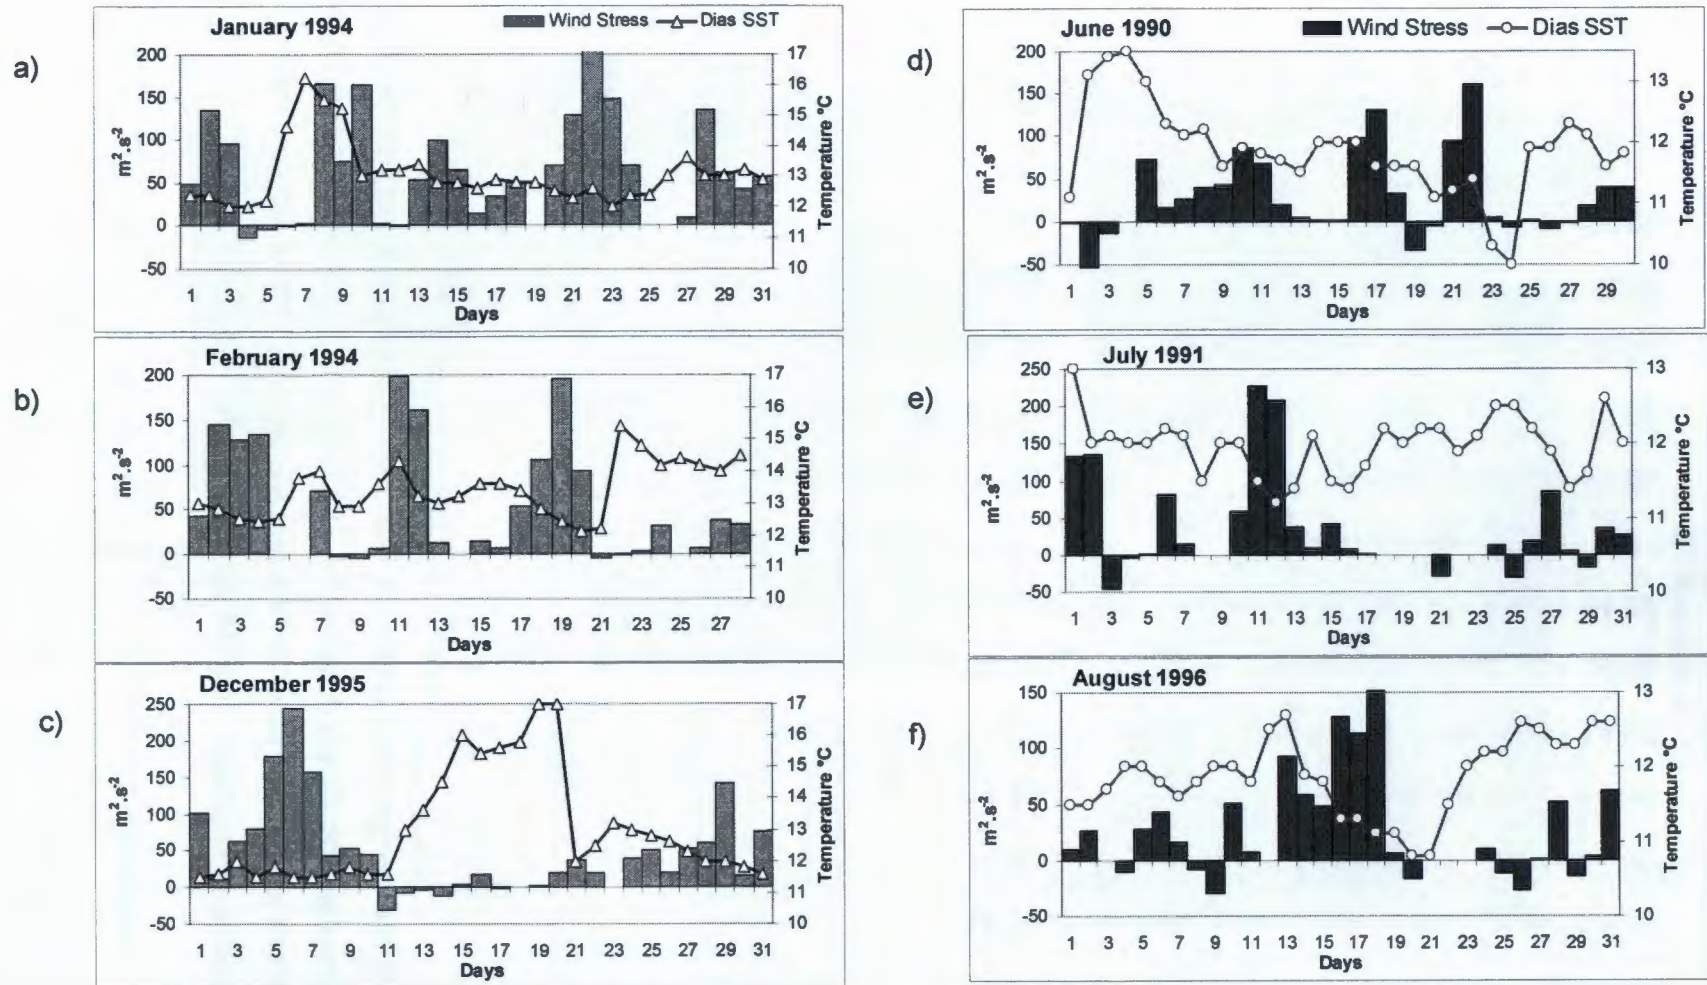 a)
January 1994
Wind Stress
Dias SST
m².s⁻²
200
150
100
50
0
-50
17
16
15
14
13
12
11
10
Temperature °C
1 3 5 7 9 11 13 15 17 19 21 23 25 27 29 31
Days
b)
February 1994
m².s⁻²
200
150
100
50
0
-50
17
16
15
14
13
12
11
10
Temperature °C
1 3 5 7 9 11 13 15 17 19 21 23 25 27
Days
c)
December 1995
m².s⁻²
250
200
150
100
50
0
-50
17
16
15
14
13
12
11
10
Temperature °C
1 3 5 7 9 11 13 15 17 19 21 23 25 27 29 31
Days
d)
June 1990
Wind Stress
Dias SST
m².s⁻²
200
150
100
50
0
-50
13
12
11
10
Temperature °C
1 3 5 7 9 11 13 15 17 19 21 23 25 27 29
Days
e)
July 1991
m².s⁻²
250
200
150
100
50
0
-50
13
12
11
10
Temperature °C
1 3 5 7 9 11 13 15 17 19 21 23 25 27 29 31
Days
f)
August 1996
m².s⁻²
150
100
50
0
-50
13
12
11
10
Temperature °C
1 3 5 7 9 11 13 15 17 19 21 23 25 27 29 31
Days